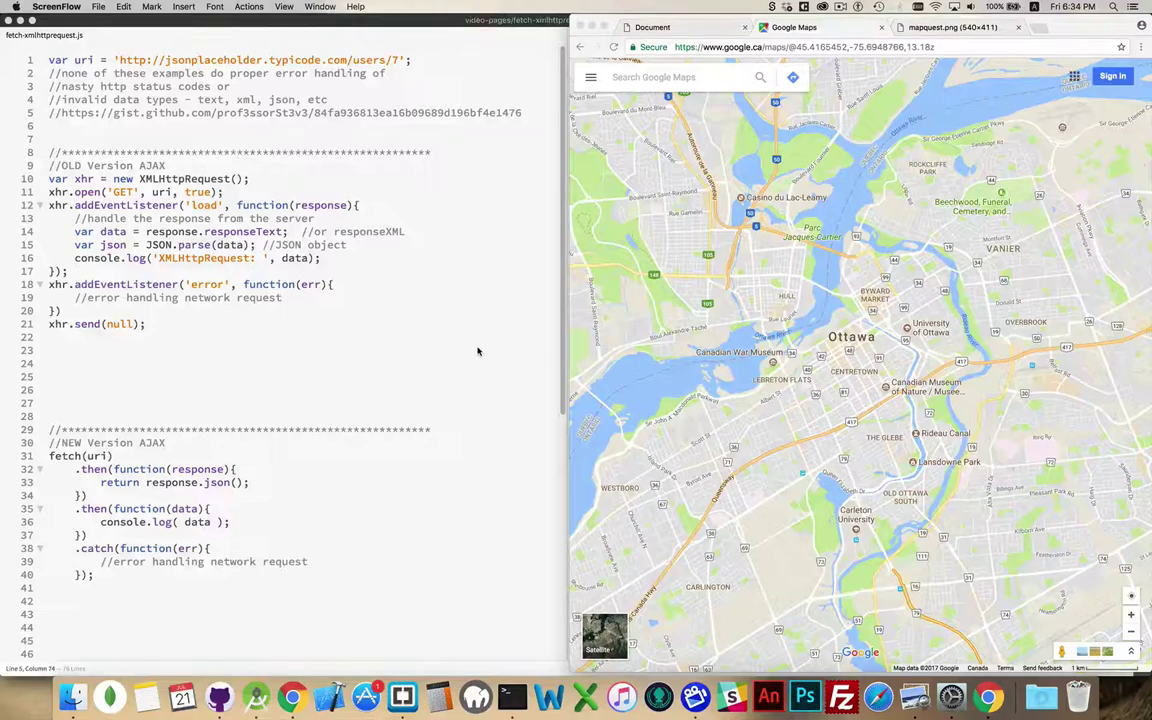 ScreenFlow File Edit Mark Insert Font Actions View Window Help
100% Fri 6:34 PM
video-pages/fetch-xmlhttpre
fetch-xmlhttprequest.js
1 var uri = 'http://jsonplaceholder.typicode.com/users/7';
2 //none of these examples do proper error handling of
3 //nasty http status codes or
4 //invalid data types - text, xml, json, etc
5 //https://gist.github.com/prof3ssorSt3v3/84fa936813ea16b09689d196bf4e1476
6
7
8 //******************************************************
9 //OLD Version AJAX
10 var xhr = new XMLHttpRequest();
11 xhr.open('GET', uri, true);
12 xhr.addEventListener('load', function(response){
13 //handle the response from the server
14 var data = response.responseText; //or responseXML
15 var json = JSON.parse(data); //JSON object
16 console.log('XMLHttpRequest: ', data);
17 });
18 xhr.addEventListener('error', function(err){
19 //error handling network request
20 })
21 xhr.send(null);
22
23
24
25
26
27
28
29 //******************************************************
30 //NEW Version AJAX
31 fetch(uri)
32 .then(function(response){
33 return response.json();
34 })
35 .then(function(data){
36 console.log( data );
37 })
38 .catch(function(err){
39 //error handling network request
40 });
41
42
43
44
45
46
Line 5, Column 74 — 76 Lines
Document
Google Maps
mapquest.png (540×411)
Secure https://www.google.ca/maps/@45.4165452,-75.6948766,13.18z
Search Google Maps
Sign in
ROCKCLIFFE
PARK
Casino du Lac-Leamy
Beechwood, Funeral,
Cemetery, and...
Parc
Jacques-Cartier
VANIER
HULL
BYWARD
MARKET
OVERBROOK
University
of Ottawa
Ottawa
Canadian War Museum
CENTRETOWN
LEBRETON FLATS
Canadian Museum
of Nature / Musée...
THE GLEBE
Rideau Canal
Lansdowne Park
WESTBORO
OLD OTTAWA
SOUTH
Carleton
University
CARLINGTON
Satellite
Google
Map data ©2017 Google Canada Terms Send feedback 1 km